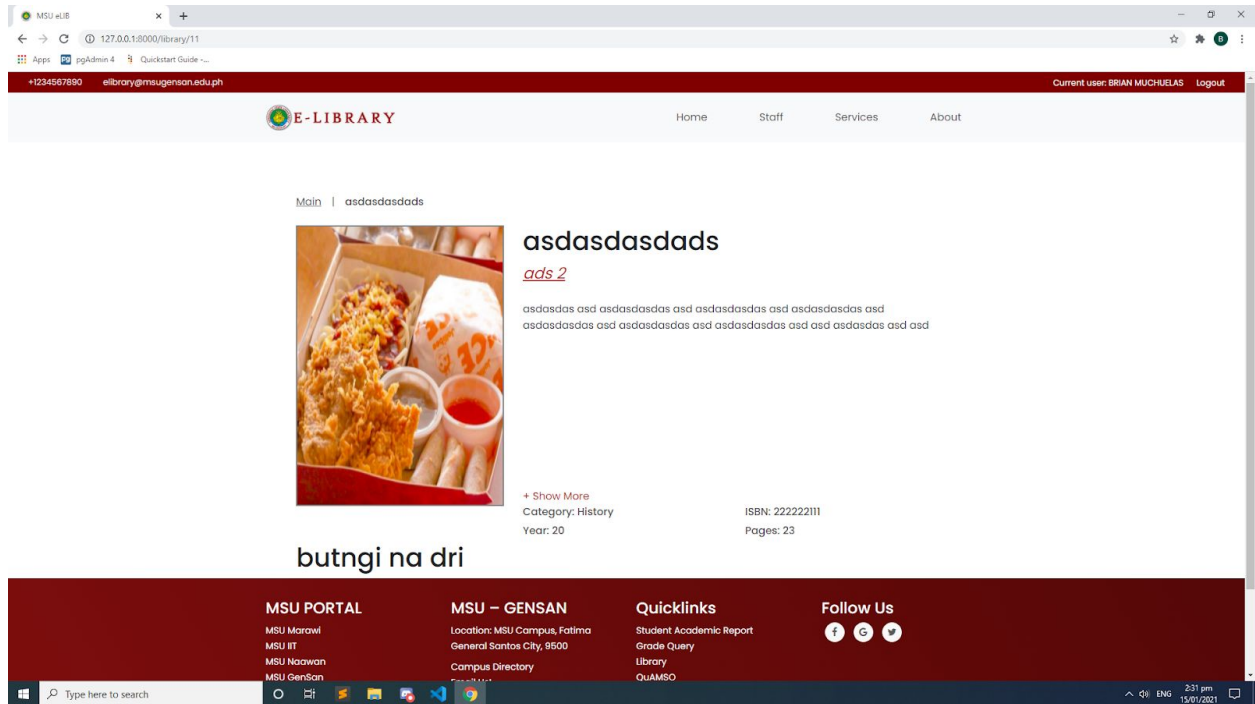 MSU eLIB
127.0.0.1:8000/library/11
Apps pgAdmin 4 Quickstart Guide -...
+1234567890 elibrary@msugensan.edu.ph Current user: BRIAN MUCHUELAS Logout
E-LIBRARY Home Staff Services About
Main | asdasdasdads
asdasdasdads
ads 2
asdasdas asd asdasdasdas asd asdasdasdas asd asdasdasdas asd
asdasdasdas asd asdasdasdas asd asdasdasdas asd asd asdasdas asd asd
+ Show More
Category: History ISBN: 222222111
Year: 20 Pages: 23
butngi na dri
MSU PORTAL MSU – GENSAN Quicklinks Follow Us
MSU Marawi Location: MSU Campus, Fatima Student Academic Report
MSU IIT General Santos City, 9500 Grade Query
MSU Naawan Campus Directory Library
MSU GenSan QuAMSO
Type here to search ENG 2:31 pm
15/01/2021